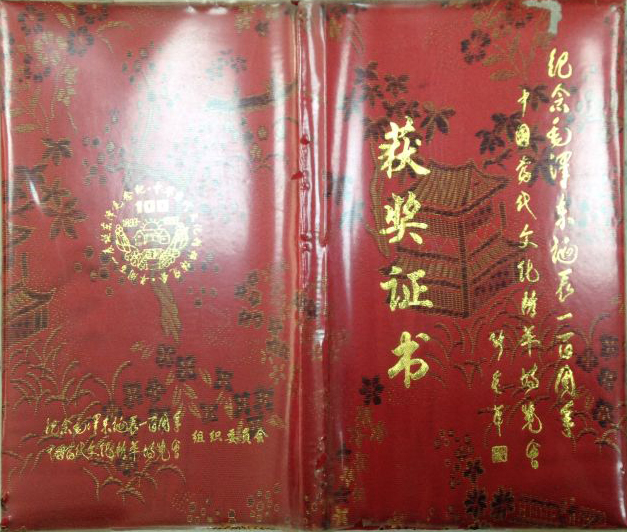 纪念毛泽东诞辰一百周年
中国当代文化精华博览会
获奖证书
100
纪念毛泽东诞辰一百周年
中国当代文化精华博览会
组织委员会